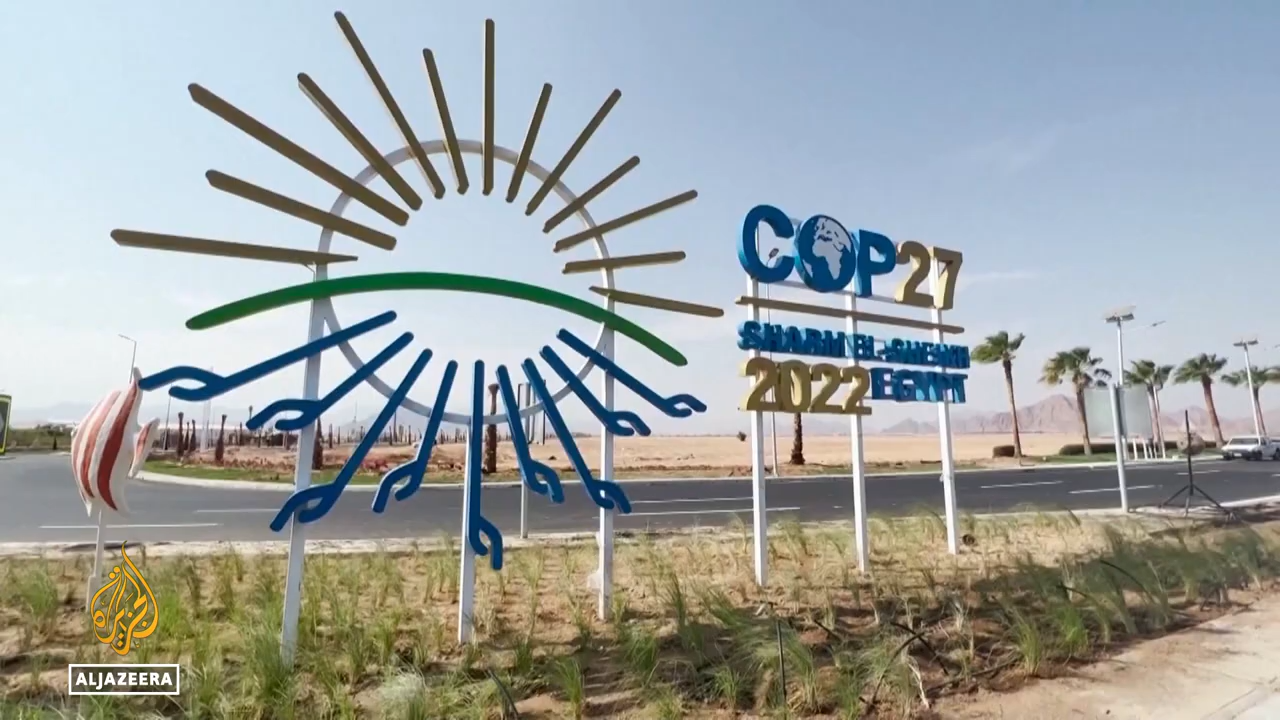 COP27
SHARM EL-SHEIKH
2022 EGYPT
الجزيرة
ALJAZEERA